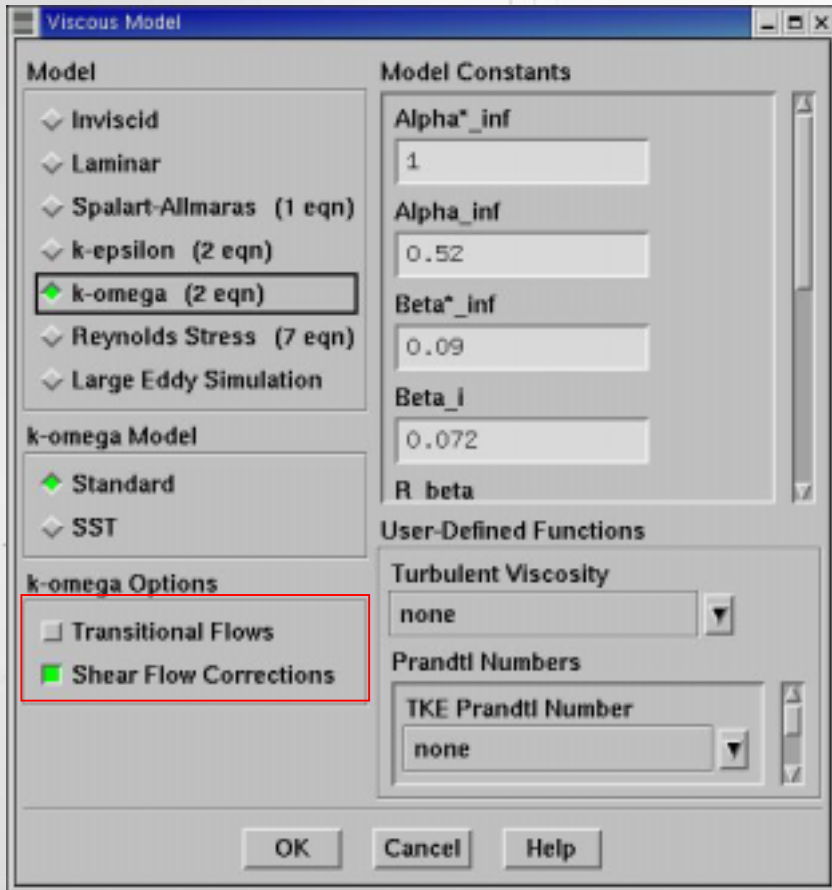 Viscous Model
Model
Inviscid
Laminar
Spalart-Allmaras (1 eqn)
k-epsilon (2 eqn)
k-omega (2 eqn)
Reynolds Stress (7 eqn)
Large Eddy Simulation
k-omega Model
Standard
SST
k-omega Options
Transitional Flows
Shear Flow Corrections
Model Constants
Alpha*_inf
1
Alpha_inf
0.52
Beta*_inf
0.09
Beta_i
0.072
R_beta
User-Defined Functions
Turbulent Viscosity
none
Prandtl Numbers
TKE Prandtl Number
none
OK
Cancel
Help